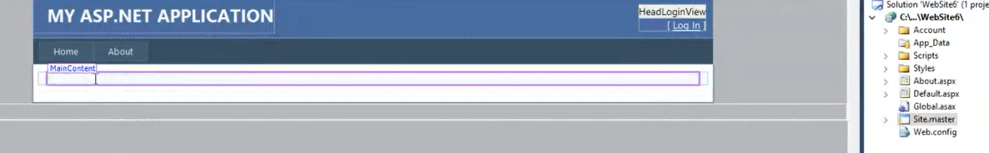 MY ASP.NET APPLICATION
HeadLoginView
[ Log In ]
Home
About
MainContent
Solution 'WebSite6' (1 proje
C:\...\WebSite6\
Account
App_Data
Scripts
Styles
About.aspx
Default.aspx
Global.asax
Site.master
Web.config